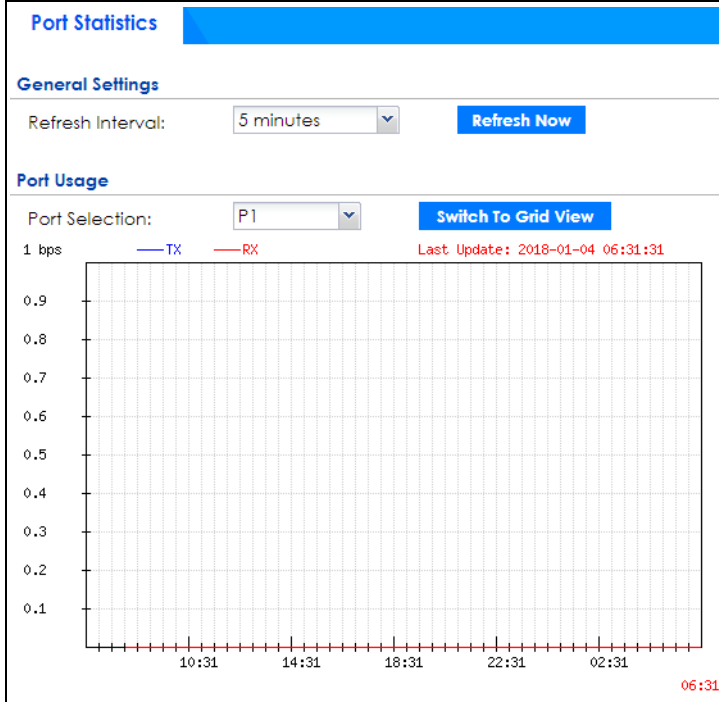 Port Statistics
General Settings
Refresh Interval: 5 minutes Refresh Now
Port Usage
Port Selection: P1 Switch To Grid View
1 bps TX RX Last Update: 2018-01-04 06:31:31
0.9
0.8
0.7
0.6
0.5
0.4
0.3
0.2
0.1
10:31 14:31 18:31 22:31 02:31
06:31